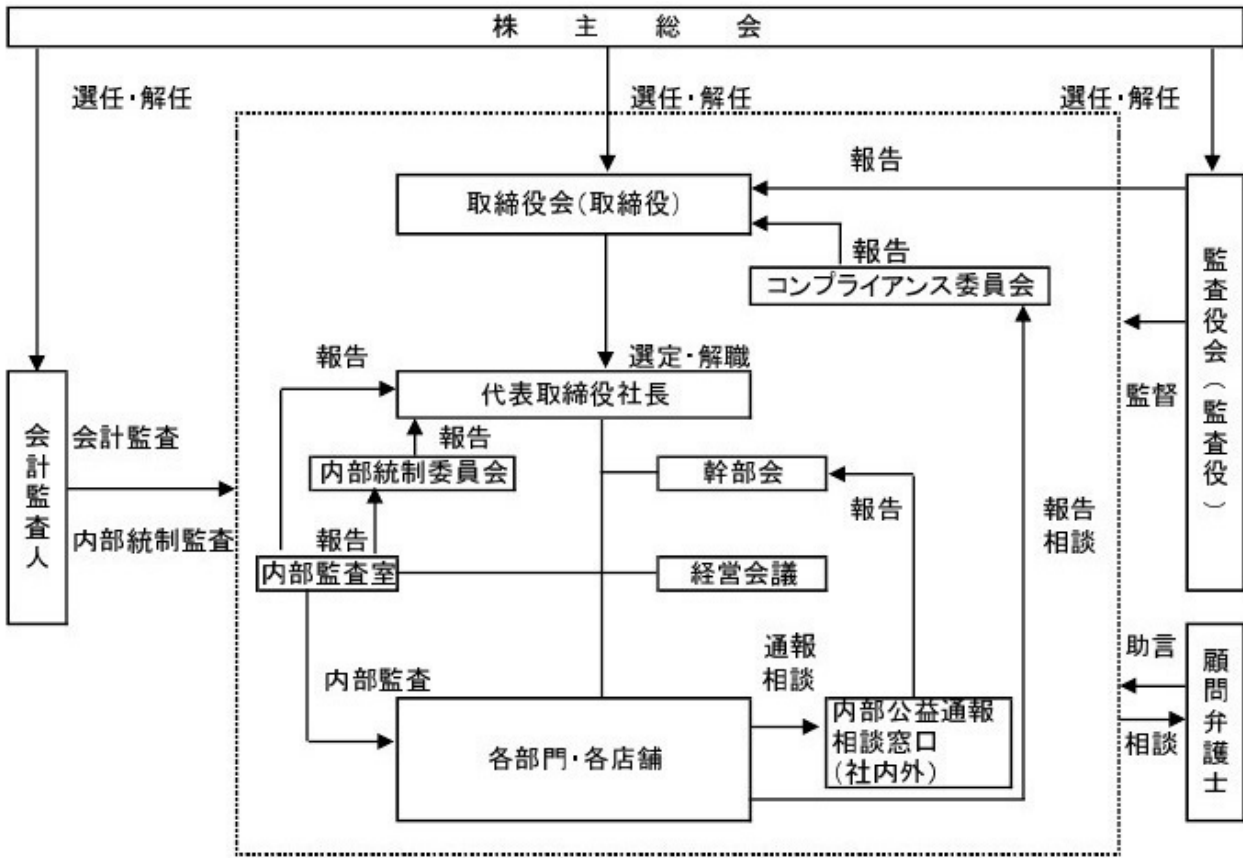 株主総会
選任・解任
選任・解任
選任・解任
報告
取締役会(取締役)
報告
コンプライアンス委員会
監査役会(監査役)
監督
選定・解職
報告
代表取締役社長
会計監査人
会計監査
内部統制監査
報告
内部統制委員会
幹部会
報告
報告
報告
相談
内部監査室
経営会議
内部監査
通報
相談
各部門・各店舗
内部公益通報
相談窓口
(社内外)
助言
相談
顧問弁護士